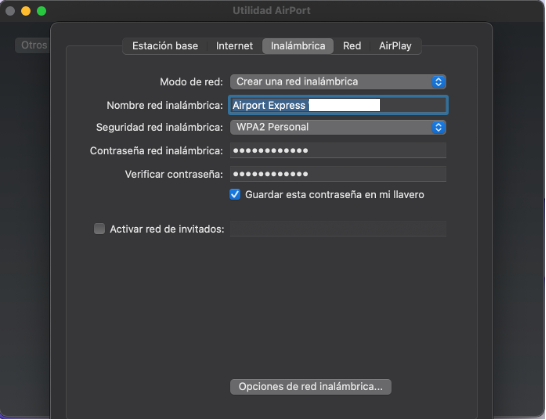 Utilidad AirPort
Otros
Estación base Internet Inalámbrica Red AirPlay
Modo de red: Crear una red inalámbrica
Nombre red inalámbrica: Airport Express
Seguridad red inalámbrica: WPA2 Personal
Contraseña red inalámbrica: ●●●●●●●●●●●●
Verificar contraseña: ●●●●●●●●●●●●
Guardar esta contraseña en mi llavero
Activar red de invitados:
Opciones de red inalámbrica...